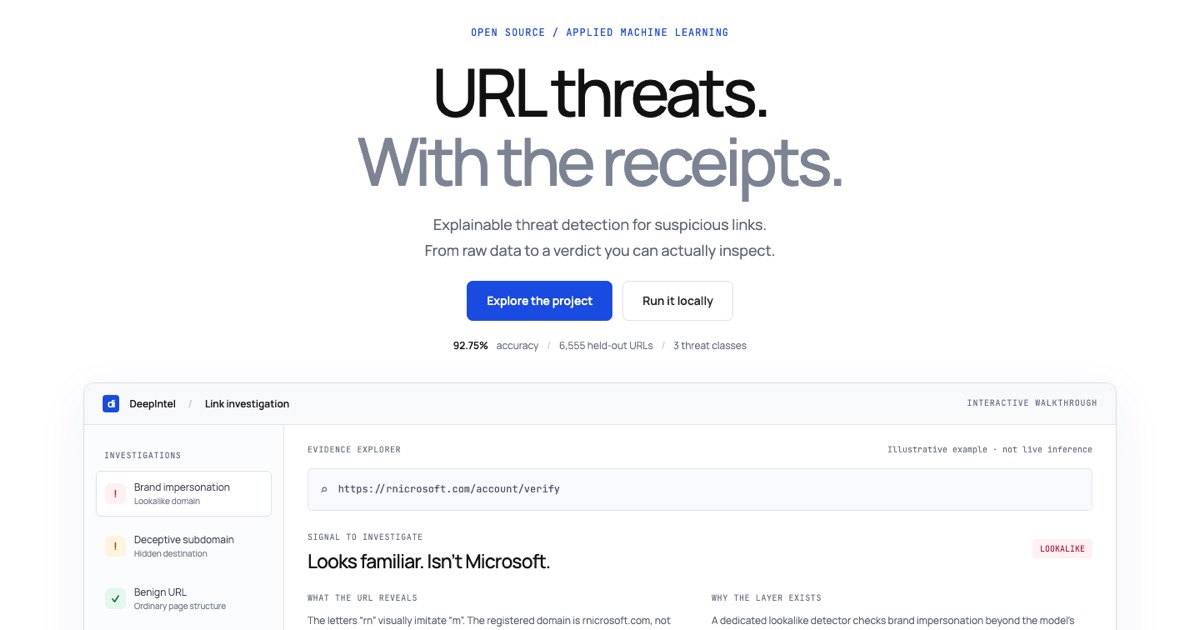 OPEN SOURCE / APPLIED MACHINE LEARNING
URL threats.
With the receipts.
Explainable threat detection for suspicious links.
From raw data to a verdict you can actually inspect.
Explore the project
Run it locally
92.75% accuracy / 6,555 held-out URLs / 3 threat classes
di DeepIntel / Link investigation
INTERACTIVE WALKTHROUGH
INVESTIGATIONS
! Brand impersonation
Lookalike domain
! Deceptive subdomain
Hidden destination
✓ Benign URL
Ordinary page structure
EVIDENCE EXPLORER
Illustrative example · not live inference
⌕ https://rnicrosoft.com/account/verify
SIGNAL TO INVESTIGATE
Looks familiar. Isn't Microsoft.
LOOKALIKE
WHAT THE URL REVEALS
The letters “rn” visually imitate “m”. The registered domain is rnicrosoft.com, not
WHY THE LAYER EXISTS
A dedicated lookalike detector checks brand impersonation beyond the model's